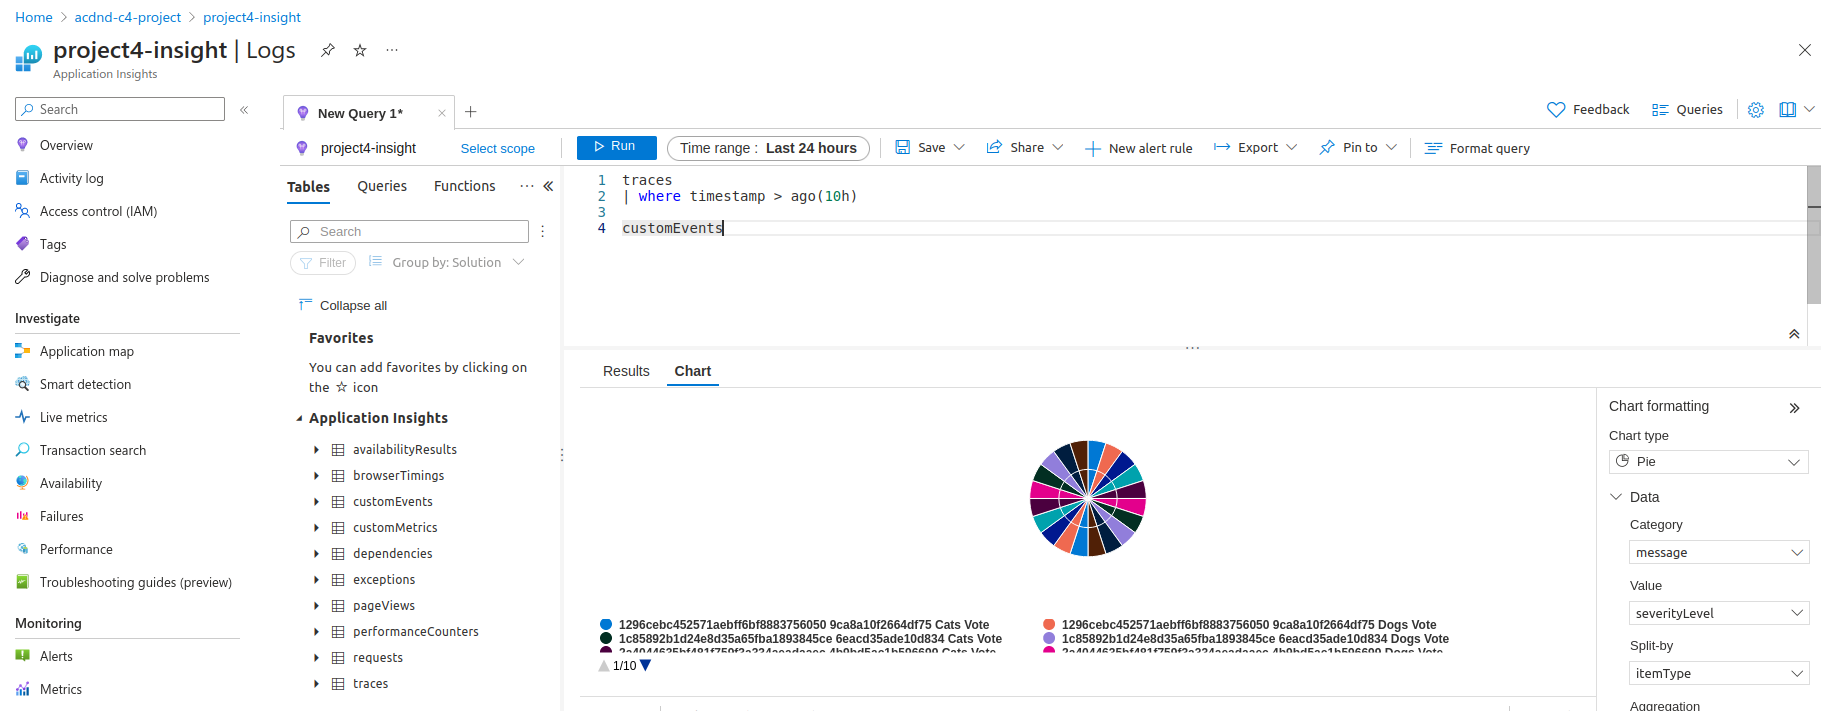 Home > acdnd-c4-project > project4-insight
project4-insight | Logs
Application Insights
Search
Overview
Activity log
Access control (IAM)
Tags
Diagnose and solve problems
Investigate
Application map
Smart detection
Live metrics
Transaction search
Availability
Failures
Performance
Troubleshooting guides (preview)
Monitoring
Alerts
Metrics
New Query 1*
Feedback
Queries
project4-insight
Select scope
Run
Time range : Last 24 hours
Save
Share
New alert rule
Export
Pin to
Format query
Tables
Queries
Functions
Search
Filter
Group by: Solution
Collapse all
Favorites
You can add favorites by clicking on
the ☆ icon
Application Insights
availabilityResults
browserTimings
customEvents
customMetrics
dependencies
exceptions
pageViews
performanceCounters
requests
traces
1 traces
2 | where timestamp > ago(10h)
3
4 customEvents
Results
Chart
1296cebc452571aebff6bf8883756050 9ca8a10f2664df75 Cats Vote
1296cebc452571aebff6bf8883756050 9ca8a10f2664df75 Dogs Vote
1c85892b1d24e8d35a65fba1893845ce 6eacd35ade10d834 Cats Vote
1c85892b1d24e8d35a65fba1893845ce 6eacd35ade10d834 Dogs Vote
Cats Vote
Dogs Vote
1/10
Chart formatting
Chart type
Pie
Data
Category
message
Value
severityLevel
Split-by
itemType
Aggregation